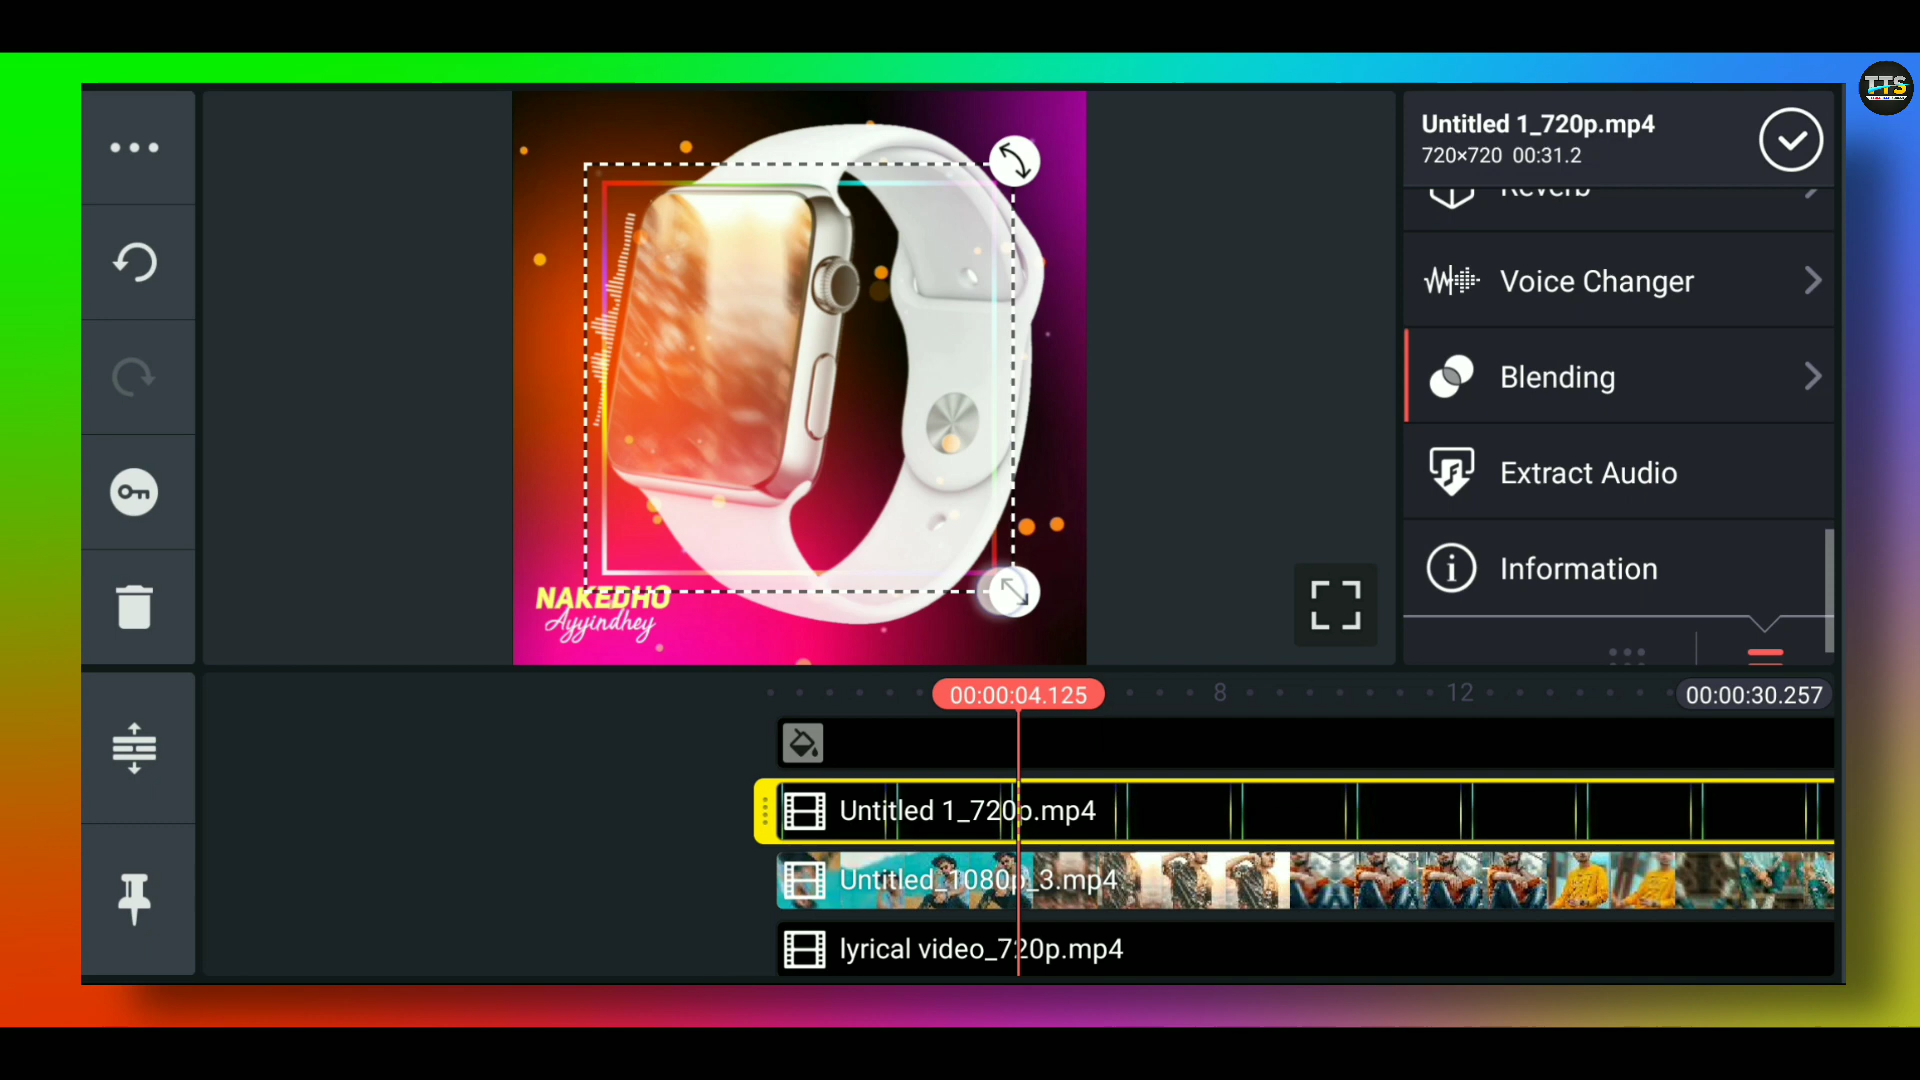 TTS
Untitled 1_720p.mp4
720×720 00:31.2
Reverb
Voice Changer
Blending
Extract Audio
Information
NAKEDHO
Ayyindhey
00:00:04.125
8
12
00:00:30.257
Untitled 1_720p.mp4
Untitled_1080p_3.mp4
lyrical video_720p.mp4